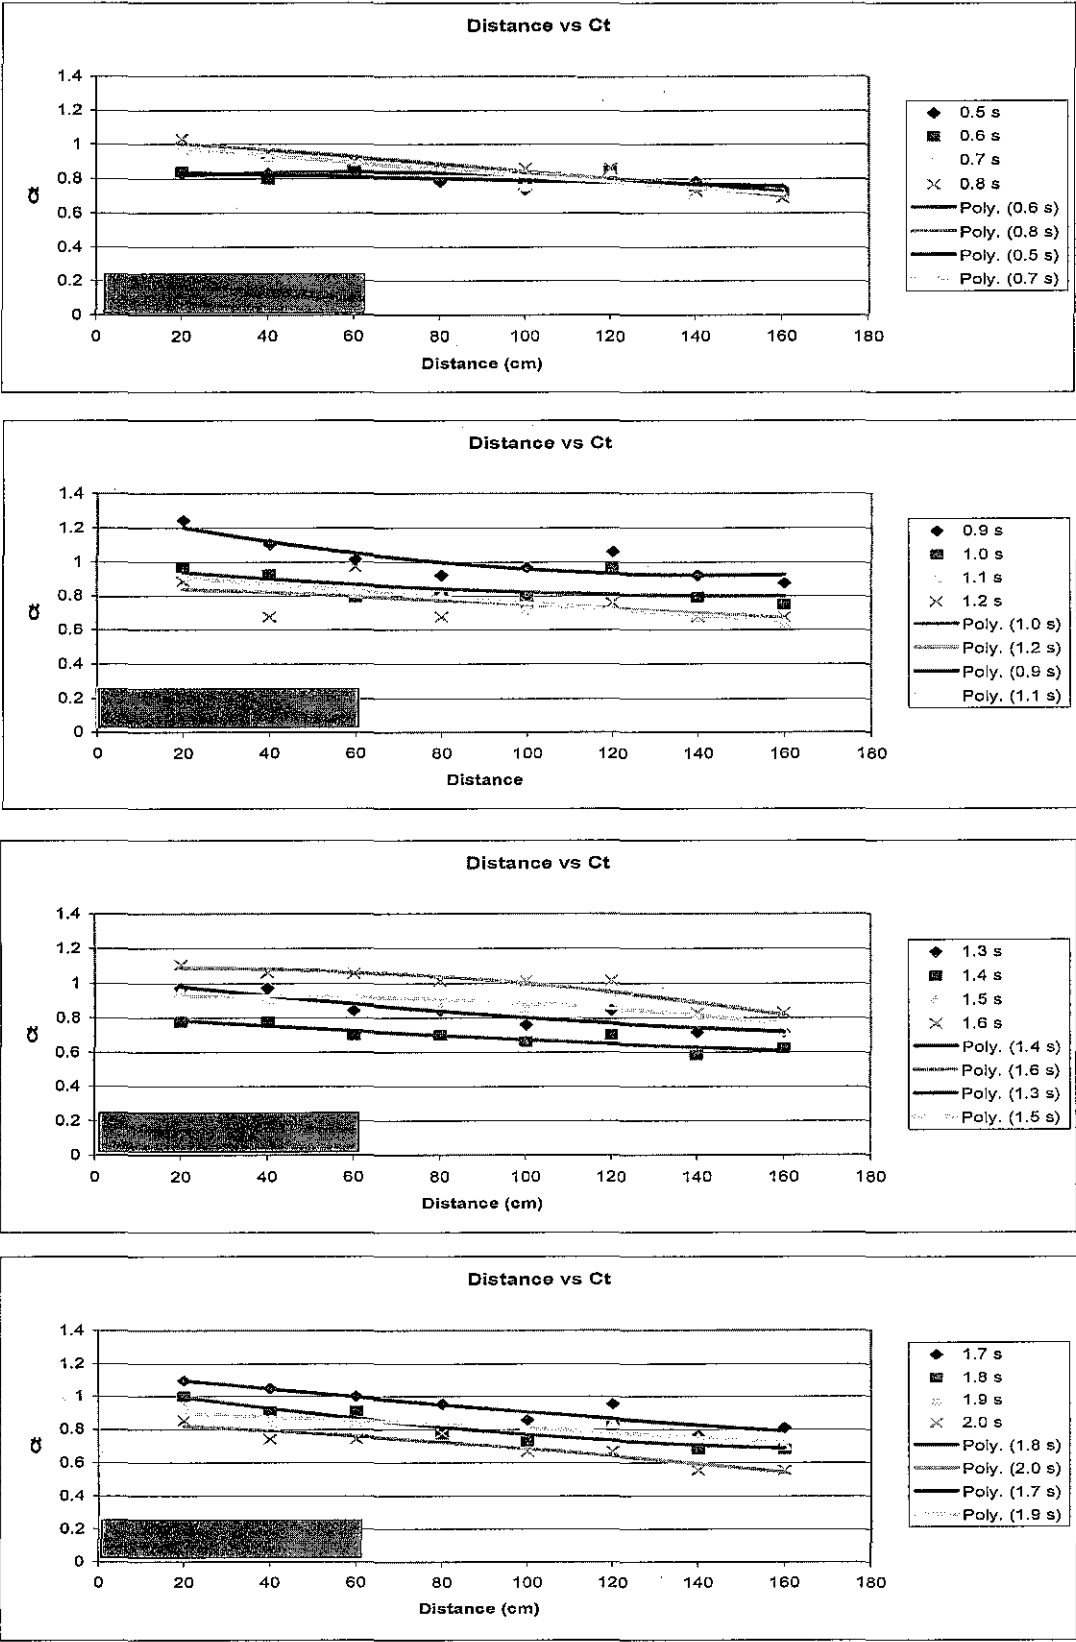 Distance vs Ct
1.4
1.2
1
0.8
0.6
0.4
0.2
0
Ct
0 20 40 60 80 100 120 140 160 180
Distance (cm)
0.5 s
0.6 s
0.7 s
0.8 s
Poly. (0.6 s)
Poly. (0.8 s)
Poly. (0.5 s)
Poly. (0.7 s)
Distance vs Ct
1.4
1.2
1
0.8
0.6
0.4
0.2
0
Ct
0 20 40 60 80 100 120 140 160 180
Distance
0.9 s
1.0 s
1.1 s
1.2 s
Poly. (1.0 s)
Poly. (1.2 s)
Poly. (0.9 s)
Poly. (1.1 s)
Distance vs Ct
1.4
1.2
1
0.8
0.6
0.4
0.2
0
Ct
0 20 40 60 80 100 120 140 160 180
Distance (cm)
1.3 s
1.4 s
1.5 s
1.6 s
Poly. (1.4 s)
Poly. (1.6 s)
Poly. (1.3 s)
Poly. (1.5 s)
Distance vs Ct
1.4
1.2
1
0.8
0.6
0.4
0.2
0
Ct
0 20 40 60 80 100 120 140 160 180
Distance (cm)
1.7 s
1.8 s
1.9 s
2.0 s
Poly. (1.8 s)
Poly. (2.0 s)
Poly. (1.7 s)
Poly. (1.9 s)